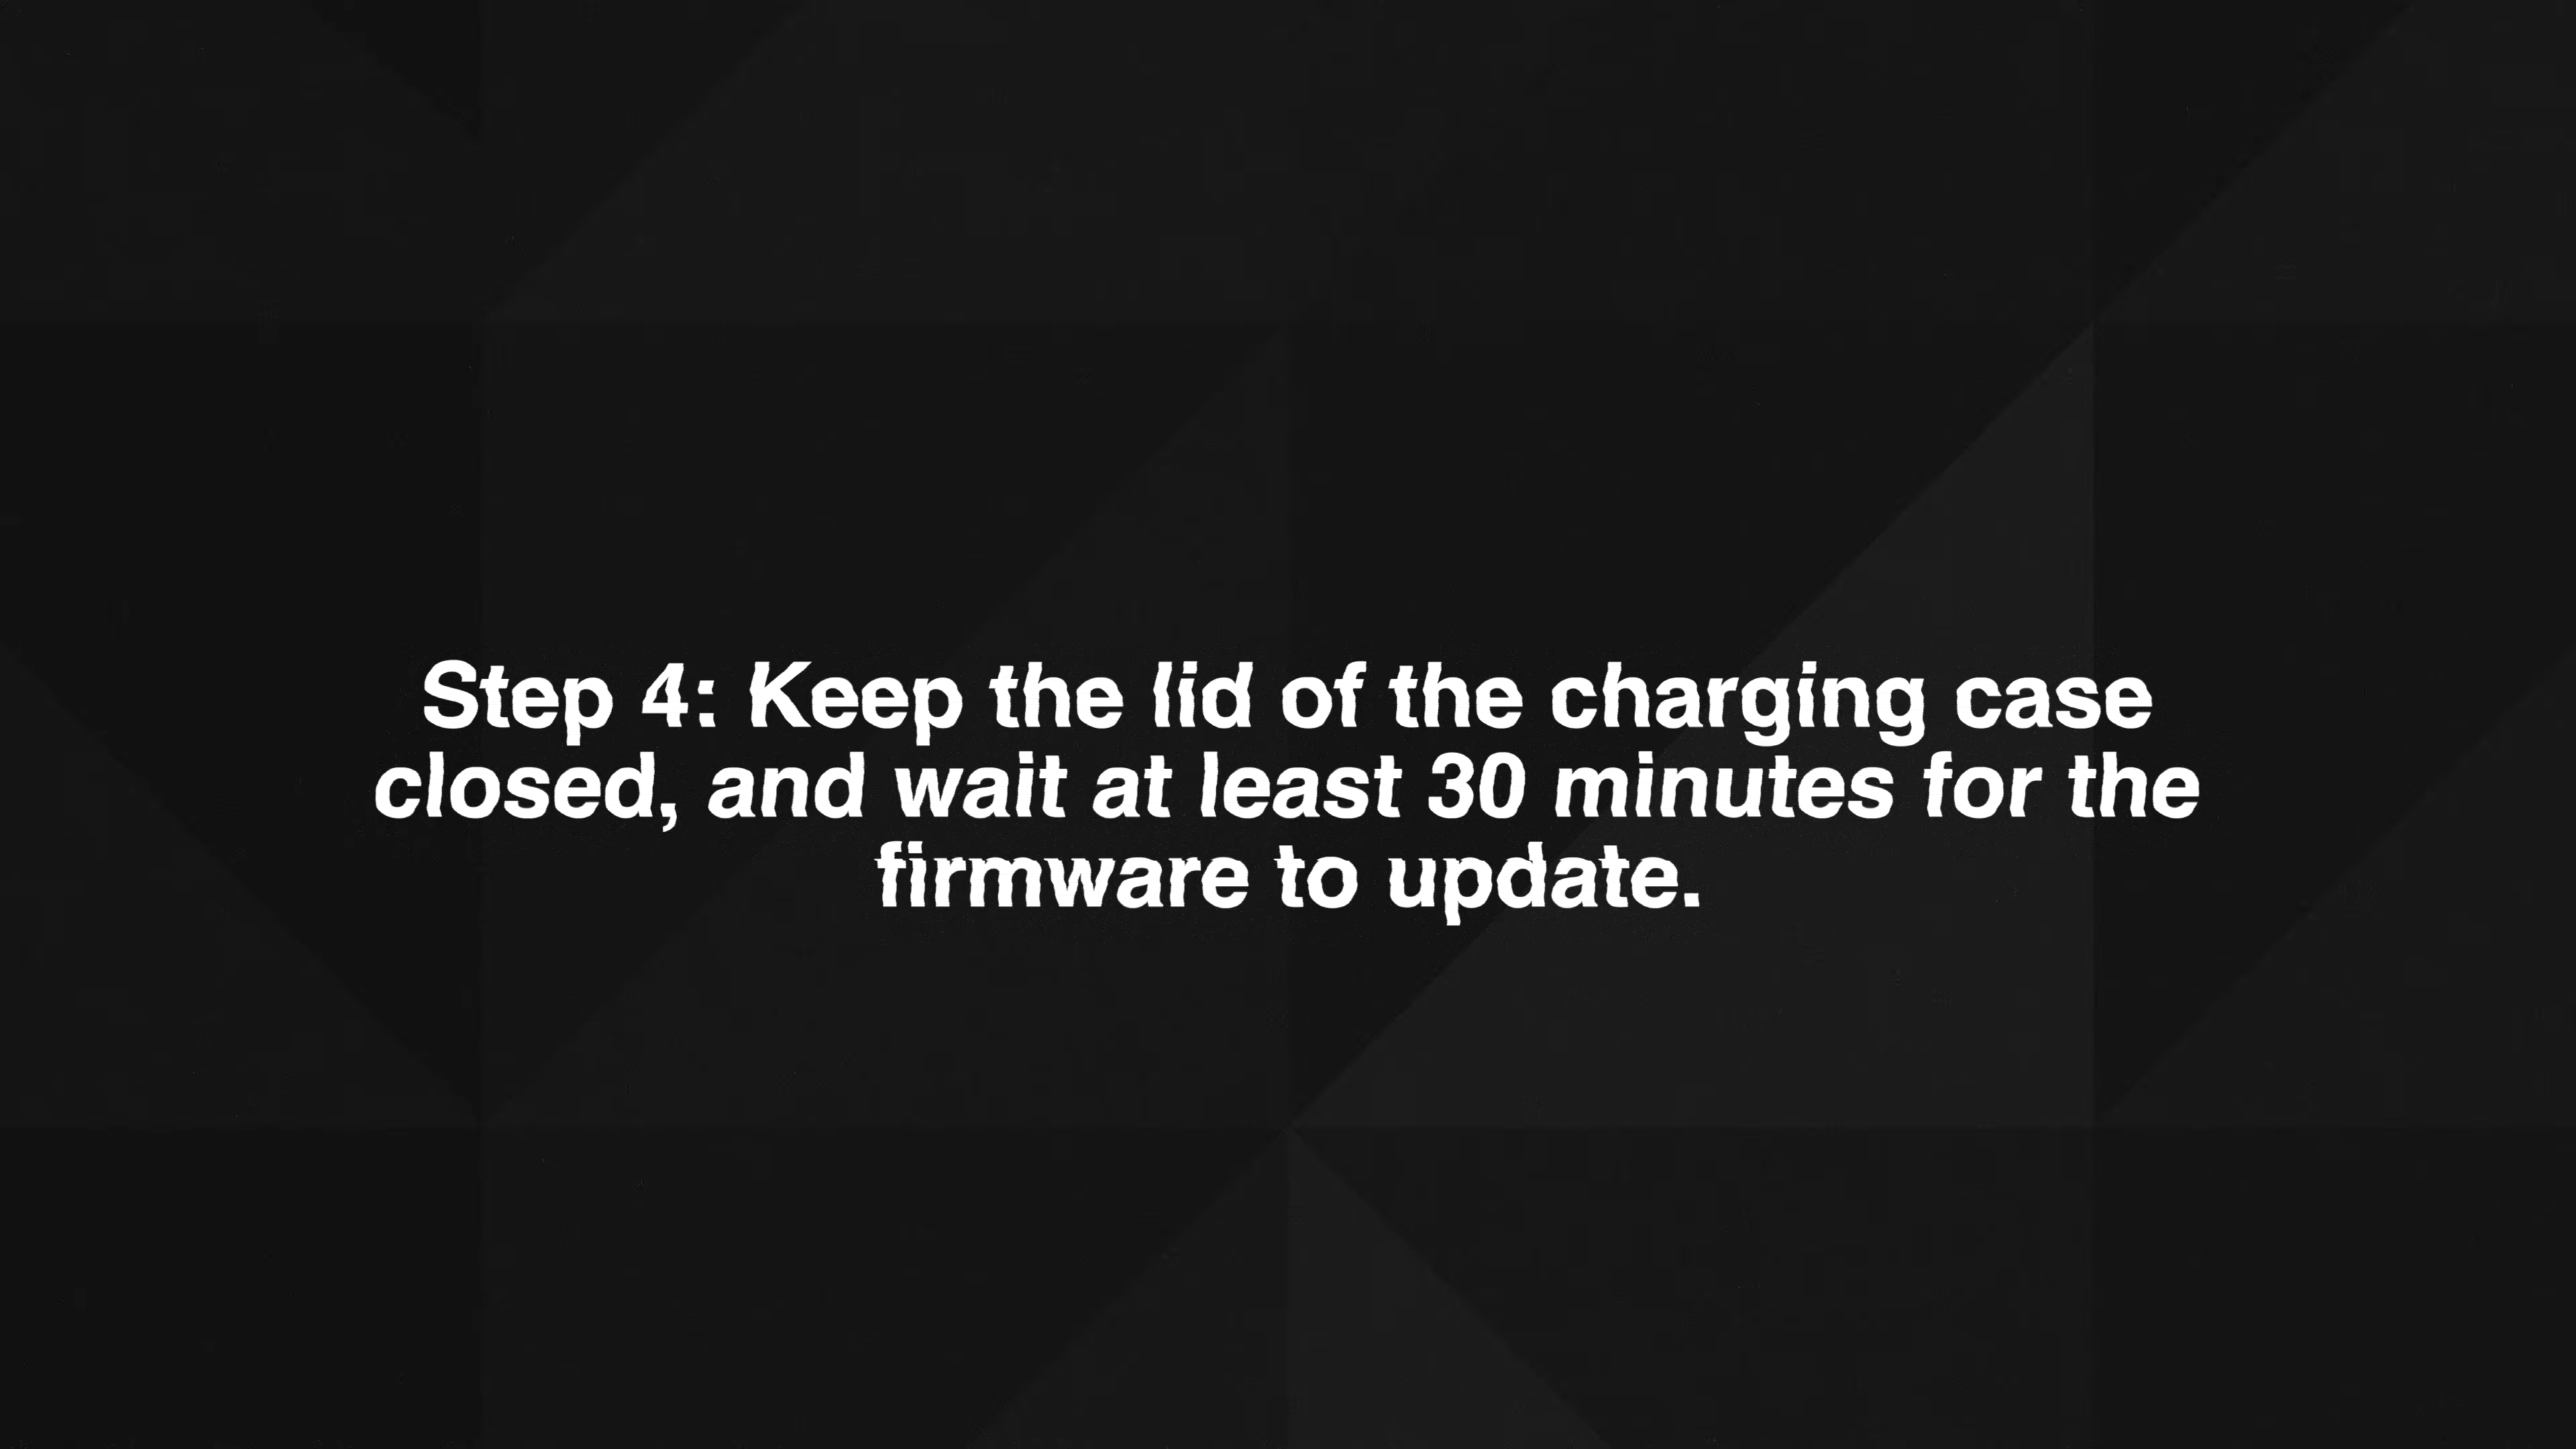 Step 4: Keep the lid of the charging case
closed, and wait at least 30 minutes for the
firmware to update.